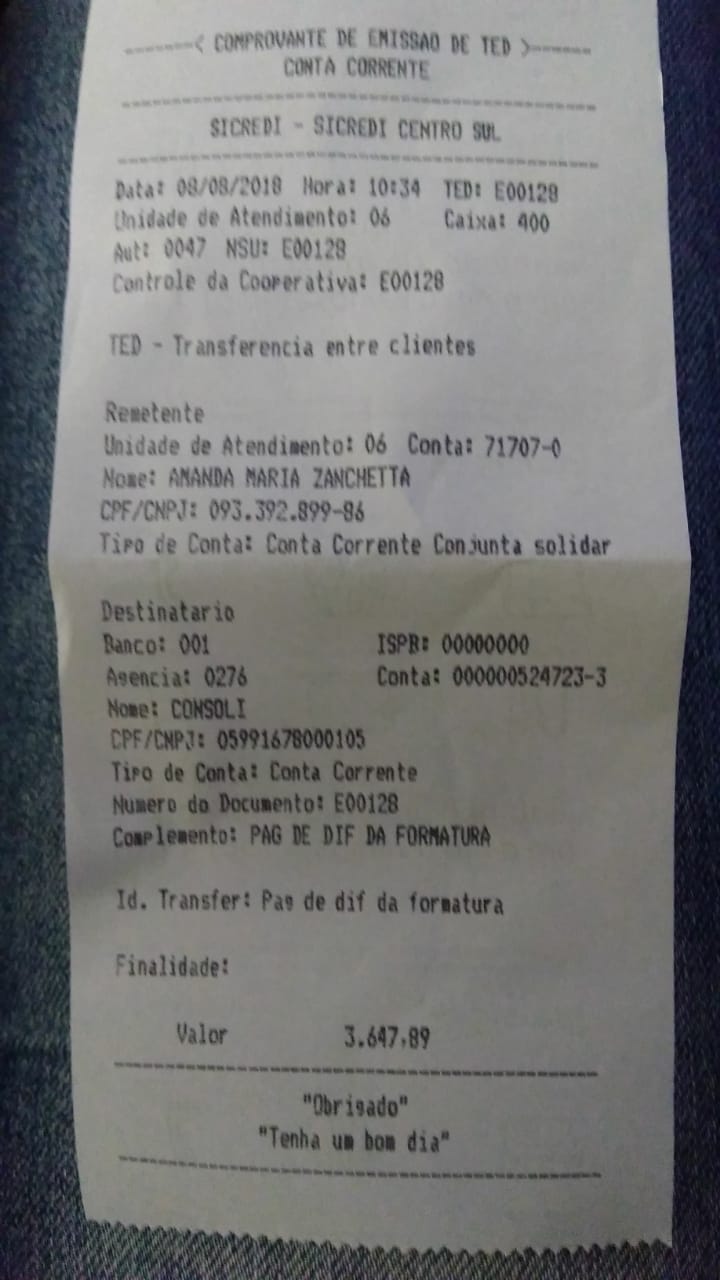 -------< COMPROVANTE DE EMISSAO DE TED >-------
CONTA CORRENTE
SICREDI - SICREDI CENTRO SUL
Data: 08/08/2018 Hora: 10:34 TED: E00128
Unidade de Atendimento: 06 Caixa: 400
Aut: 0047 NSU: E00128
Controle da Cooperativa: E00128
TED - Transferencia entre clientes
Remetente
Unidade de Atendimento: 06 Conta: 71707-0
Nome: AMANDA MARIA ZANCHETTA
CPF/CNPJ: 093.392.899-86
Tipo de Conta: Conta Corrente Conjunta solidar
Destinatario
Banco: 001 ISPB: 00000000
Agencia: 0276 Conta: 000000524723-3
Nome: CONSOLI
CPF/CNPJ: 05991678000105
Tipo de Conta: Conta Corrente
Numero do Documento: E00128
Complemento: PAG DE DIF DA FORMATURA
Id. Transfer: Pag de dif da formatura
Finalidade:
Valor 3.647,89
"Obrigado"
"Tenha um bom dia"